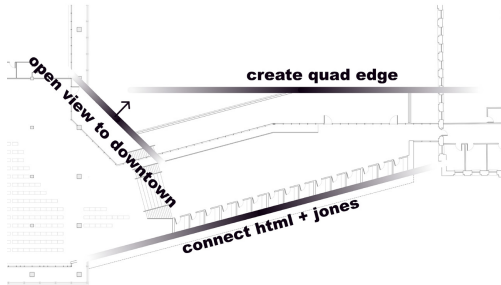 create quad edge
open view to downtown
connect html + jones